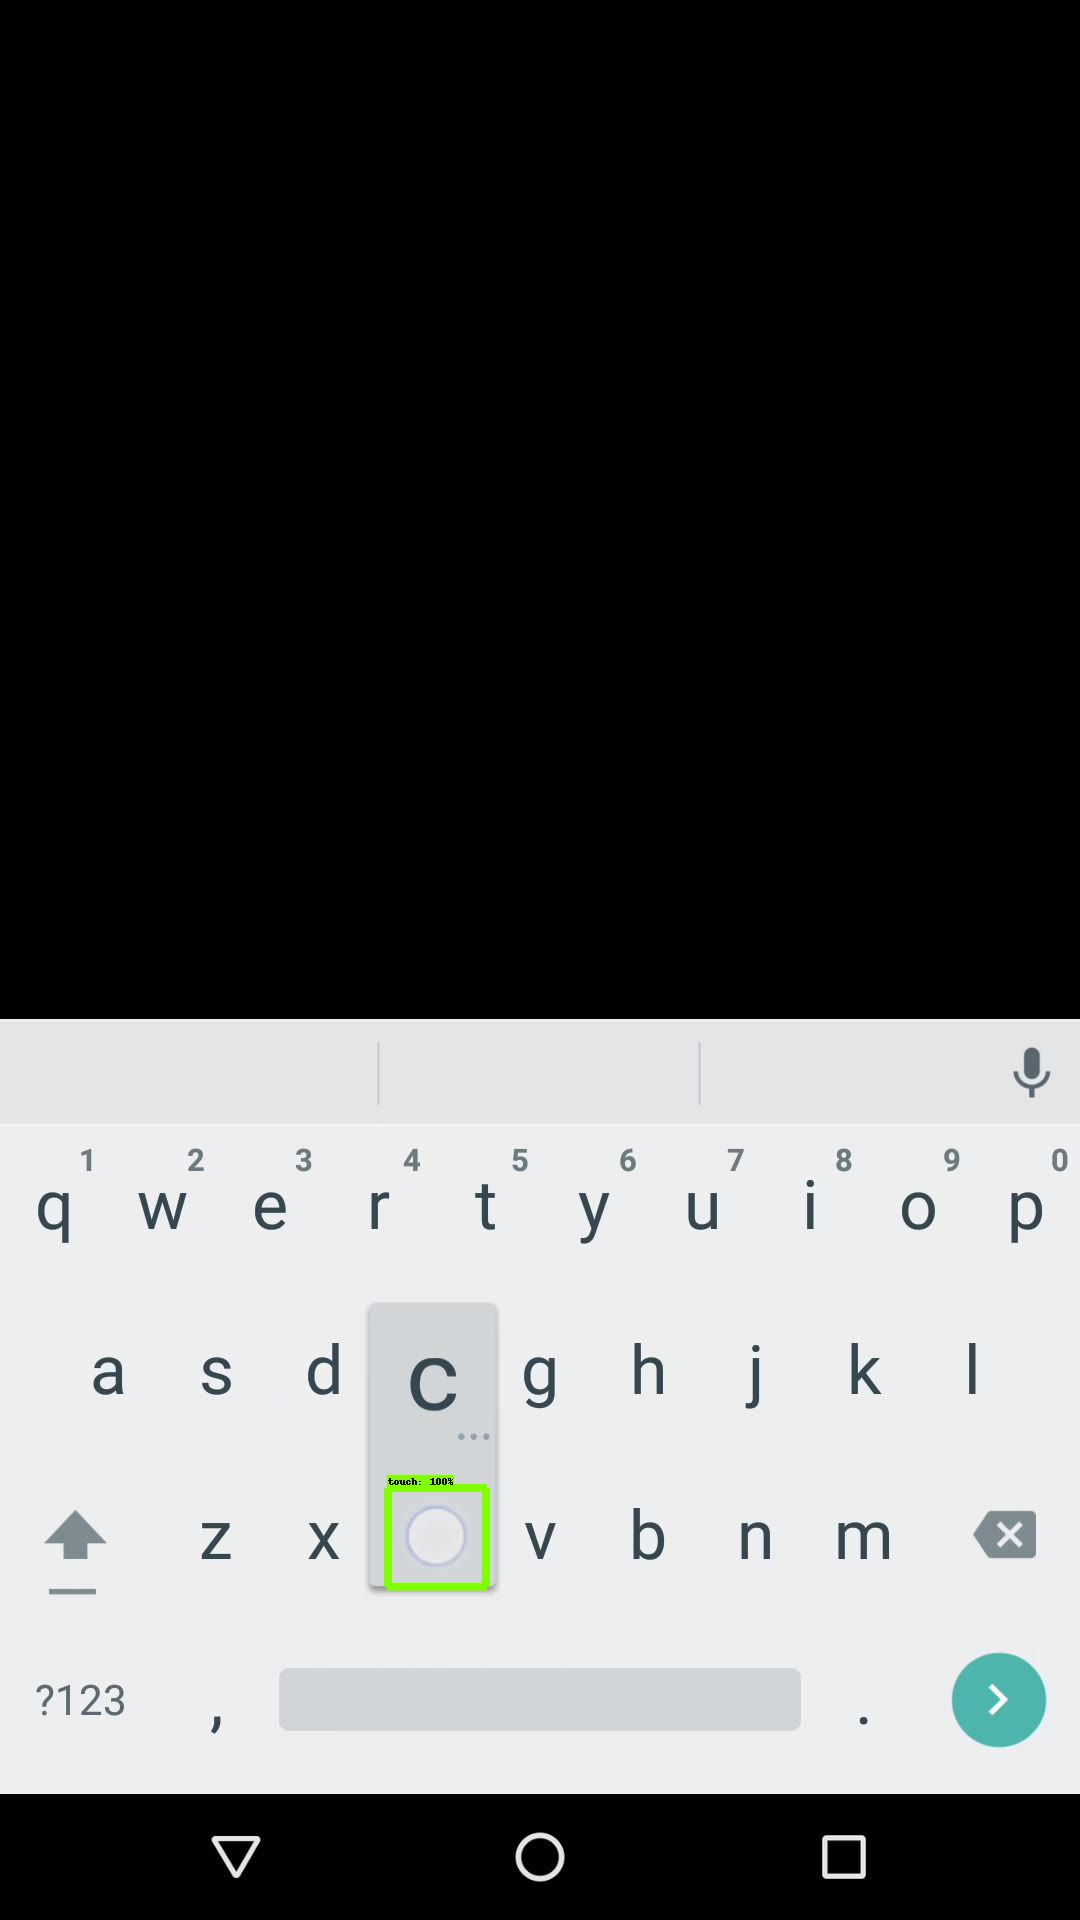 1 2 3 4 5 6 7 8 9 0
q w e r t y u i o p
a s d c g h j k l
...
touch: 100%
z x v b n m
?123 , .